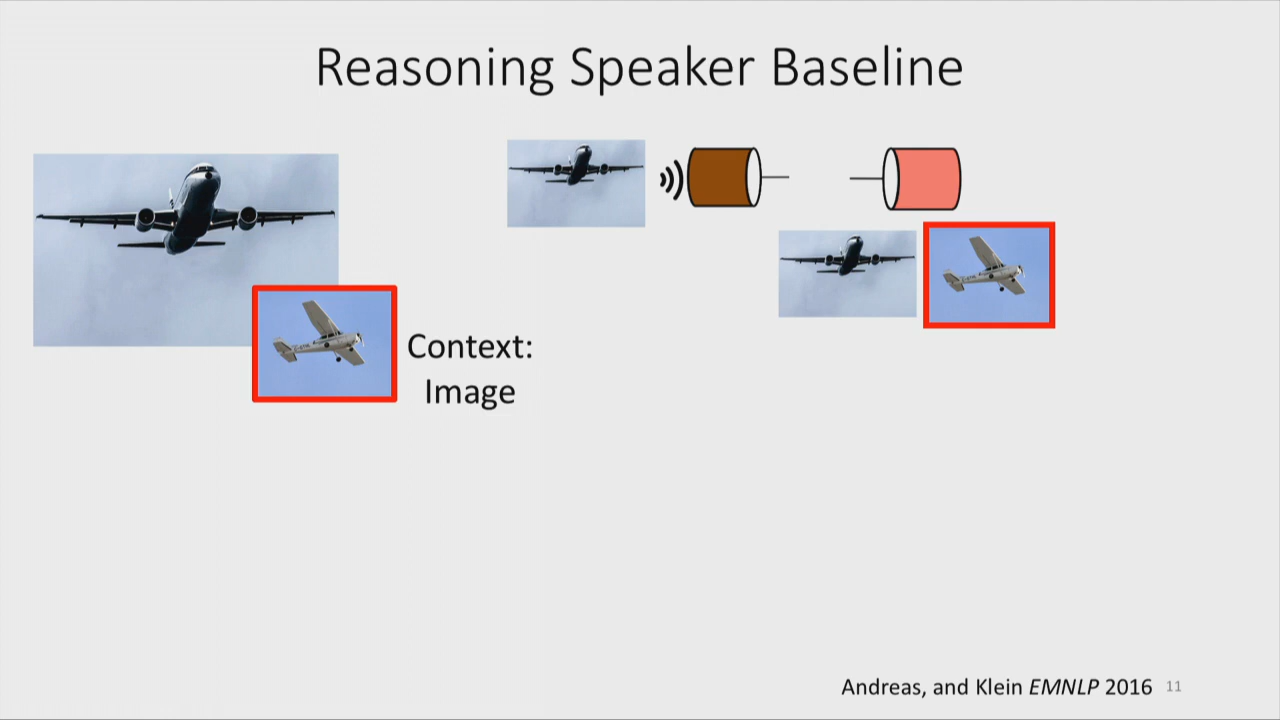 Reasoning Speaker Baseline
Context:
Image
Andreas, and Klein EMNLP 2016 11